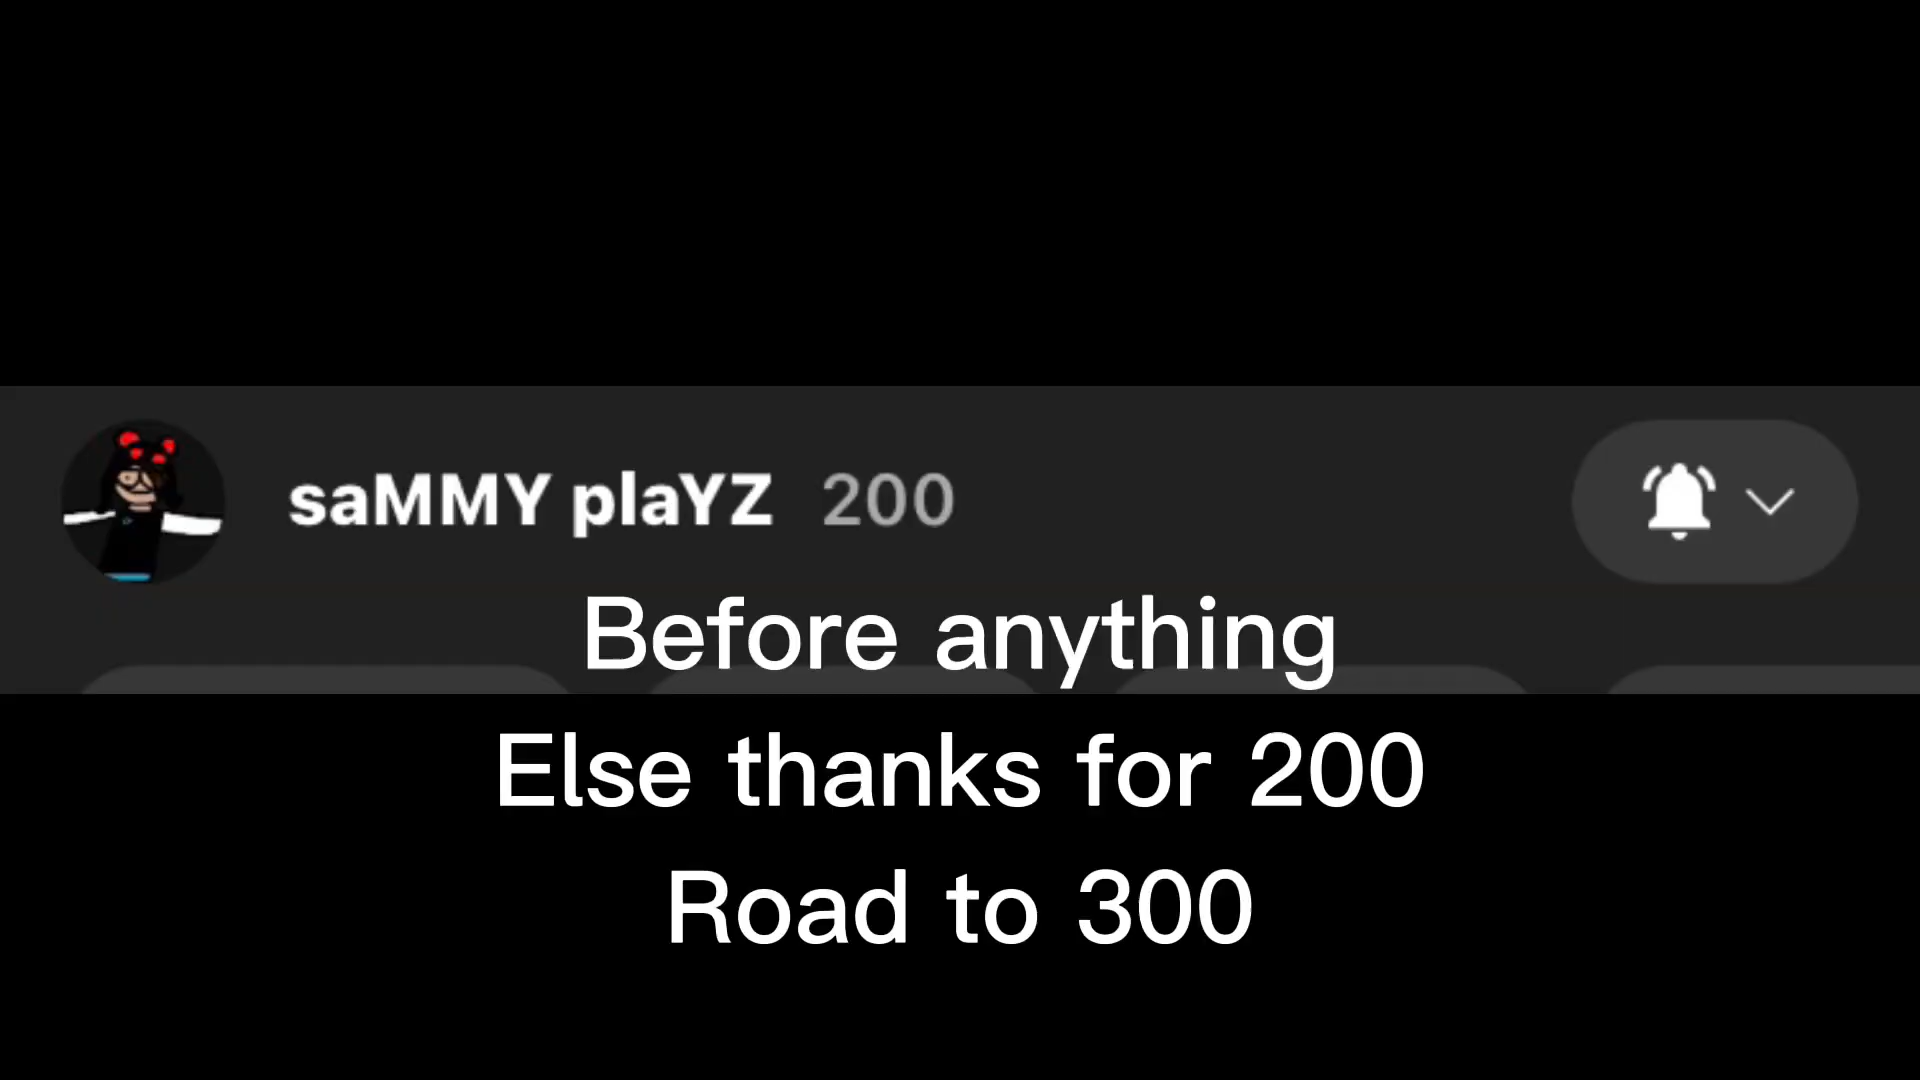 saMMY plaYZ 200
Before anything
Else thanks for 200
Road to 300